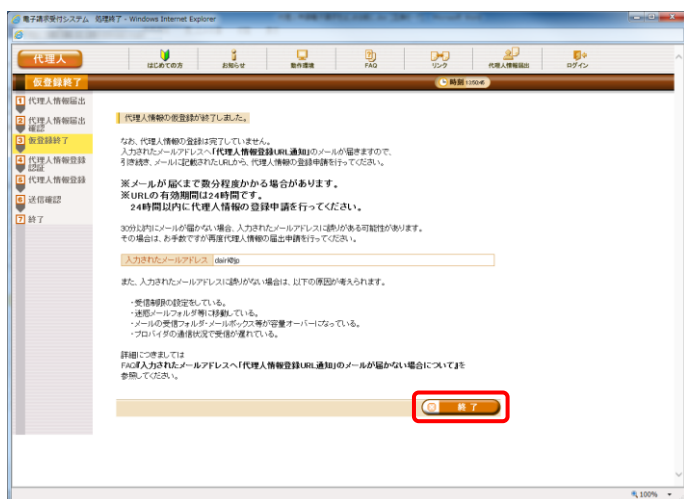 電子請求受付システム 処理終了 - Windows Internet Explorer
代理人
はじめての方
お知らせ
動作環境
FAQ
リンク
代理人情報届出
ログイン
仮登録終了
時刻 13:50:45
1 代理人情報届出
2 代理人情報届出確認
3 仮登録終了
4 代理人情報登録認証
5 代理人情報登録
6 送信確認
7 終了
代理人情報の仮登録が終了しました。
なお、代理人情報の登録は完了していません。
入力されたメールアドレスへ「代理人情報登録URL通知」のメールが届きますので、
引き続き、メールに記載されたURLから、代理人情報の登録申請を行ってください。
※メールが届くまで数分程度かかる場合があります。
※URLの有効期間は24時間です。
24時間以内に代理人情報の登録申請を行ってください。
30分以内にメールが届かない場合、入力されたメールアドレスに誤りがある可能性があります。
その場合は、お手数ですが再度代理人情報の届出申請を行ってください。
入力されたメールアドレス dairi@jp
また、入力されたメールアドレスに誤りがない場合は、以下の原因が考えられます。
・受信制限の設定をしている。
・迷惑メールフォルダ等に移動している。
・メールの受信フォルダ・メールボックス等が容量オーバーになっている。
・プロバイダの通信状況で受信が遅れている。
詳細につきましては
FAQ『入力されたメールアドレスへ「代理人情報登録URL通知」のメールが届かない場合について』を
参照してください。
終了
100%